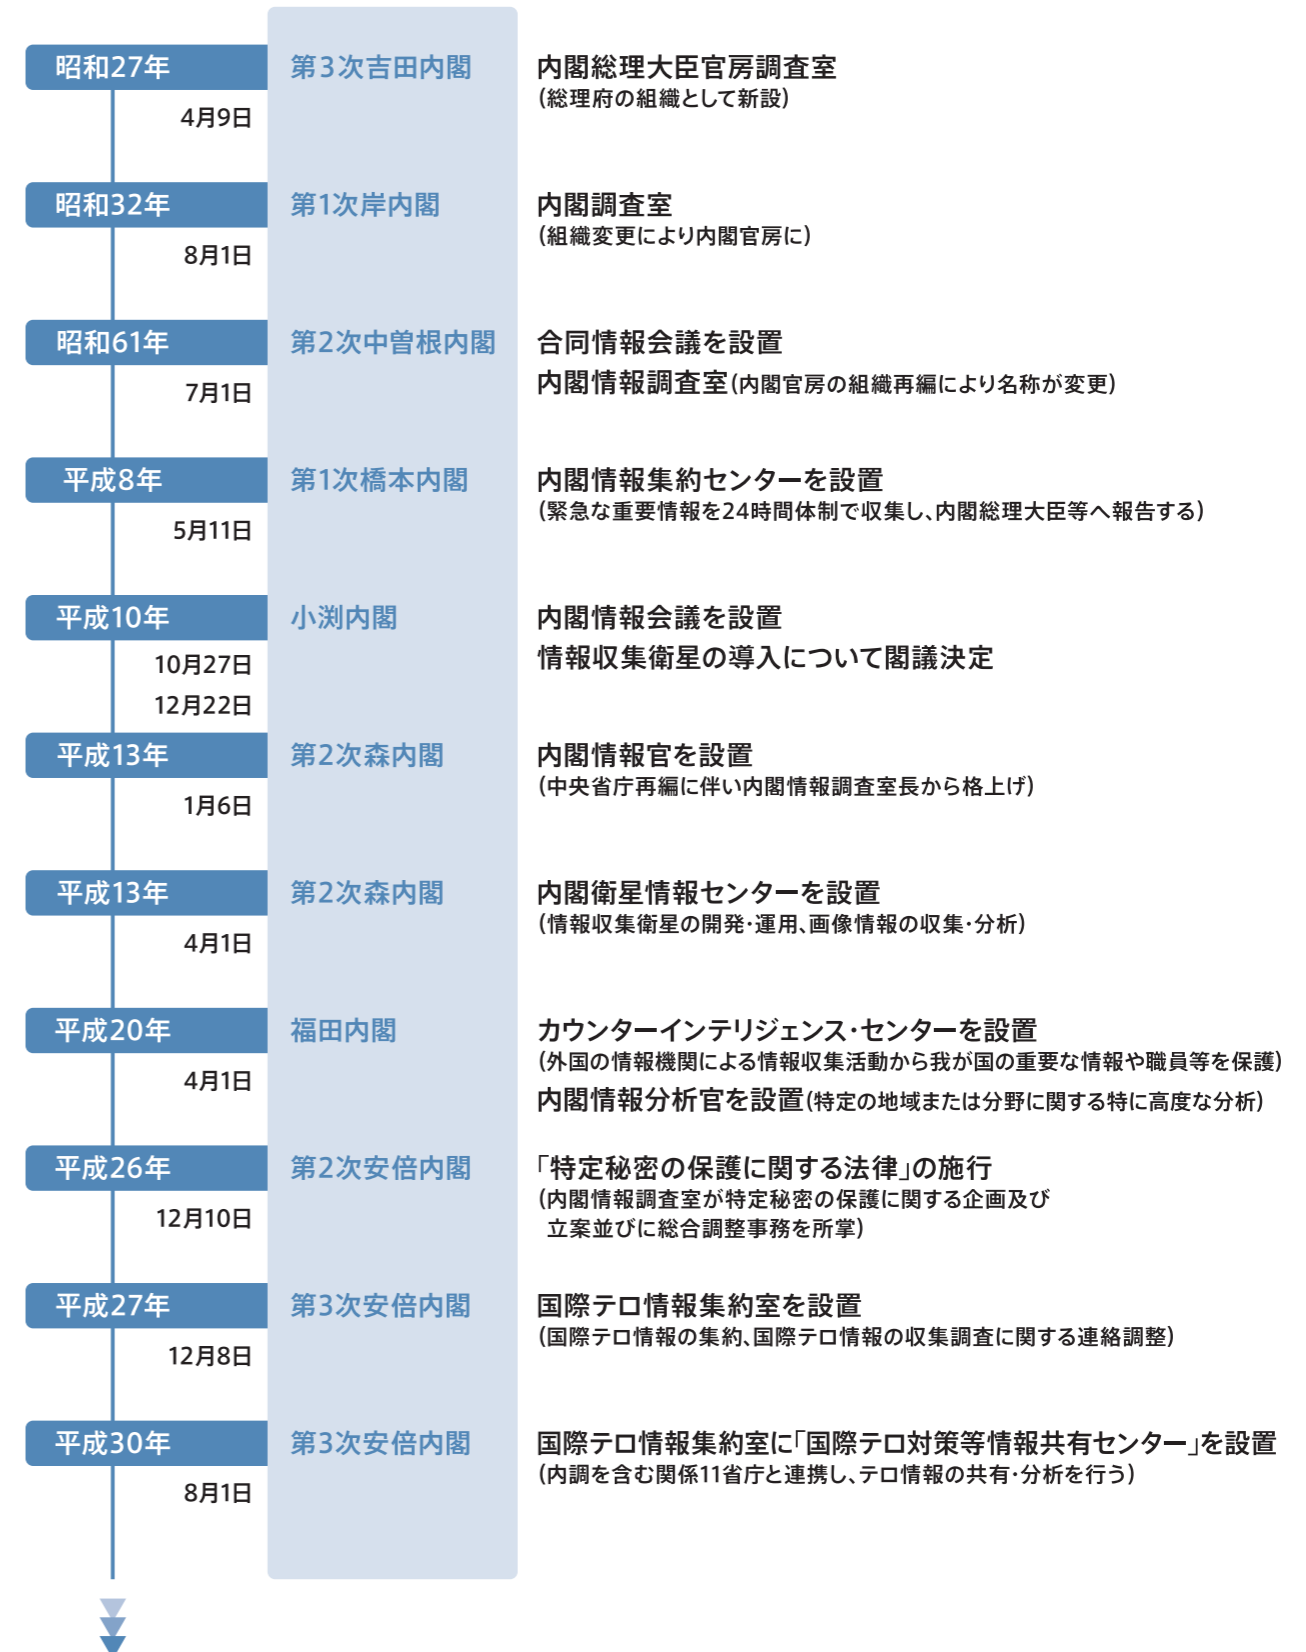 昭和27年 第3次吉田内閣 内閣総理大臣官房調査室
(総理府の組織として新設)
4月9日
昭和32年 第1次岸内閣 内閣調査室
(組織変更により内閣官房に)
8月1日
昭和61年 第2次中曽根内閣 合同情報会議を設置
7月1日 内閣情報調査室(内閣官房の組織再編により名称が変更)
平成8年 第1次橋本内閣 内閣情報集約センターを設置
(緊急な重要情報を24時間体制で収集し、内閣総理大臣等へ報告する)
5月11日
平成10年 小渕内閣 内閣情報会議を設置
10月27日 情報収集衛星の導入について閣議決定
12月22日
平成13年 第2次森内閣 内閣情報官を設置
(中央省庁再編に伴い内閣情報調査室長から格上げ)
1月6日
平成13年 第2次森内閣 内閣衛星情報センターを設置
(情報収集衛星の開発・運用、画像情報の収集・分析)
4月1日
平成20年 福田内閣 カウンターインテリジェンス・センターを設置
(外国の情報機関による情報収集活動から我が国の重要な情報や職員等を保護)
4月1日 内閣情報分析官を設置(特定の地域または分野に関する特に高度な分析)
平成26年 第2次安倍内閣 「特定秘密の保護に関する法律」の施行
(内閣情報調査室が特定秘密の保護に関する企画及び
12月10日 立案並びに総合調整事務を所掌)
平成27年 第3次安倍内閣 国際テロ情報集約室を設置
(国際テロ情報の集約、国際テロ情報の収集調査に関する連絡調整)
12月8日
平成30年 第3次安倍内閣 国際テロ情報集約室に「国際テロ対策等情報共有センター」を設置
(内調を含む関係11省庁と連携し、テロ情報の共有・分析を行う)
8月1日